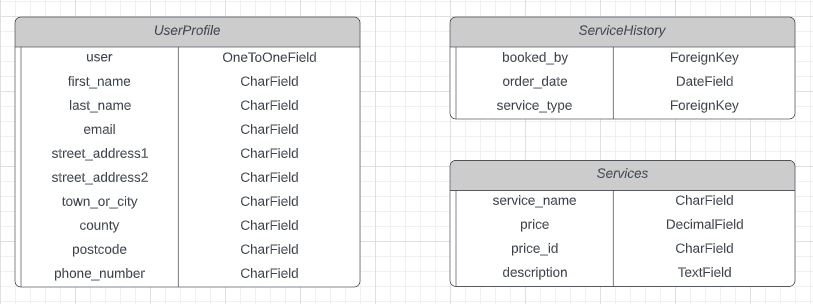 UserProfile
user OneToOneField
first_name CharField
last_name CharField
email CharField
street_address1 CharField
street_address2 CharField
town_or_city CharField
county CharField
postcode CharField
phone_number CharField
ServiceHistory
booked_by ForeignKey
order_date DateField
service_type ForeignKey
Services
service_name CharField
price DecimalField
price_id CharField
description TextField